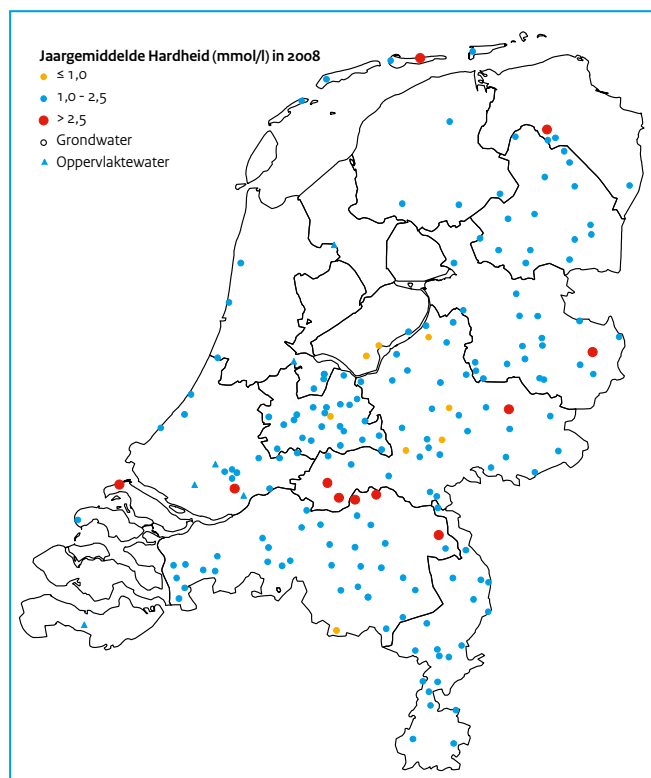 Jaargemiddelde Hardheid (mmol/l) in 2008
≤ 1,0
1,0 - 2,5
> 2,5
Grondwater
Oppervlaktewater